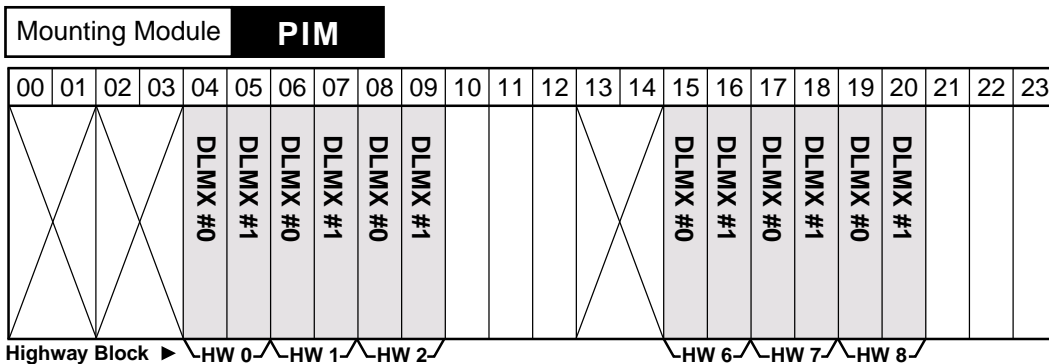 Mounting Module PIM
00 01 02 03 04 05 06 07 08 09 10 11 12 13 14 15 16 17 18 19 20 21 22 23
DLMX #0 DLMX #1 DLMX #0 DLMX #1 DLMX #0 DLMX #1 DLMX #0 DLMX #1 DLMX #0 DLMX #1 DLMX #0 DLMX #1
Highway Block ► HW 0 HW 1 HW 2 HW 6 HW 7 HW 8